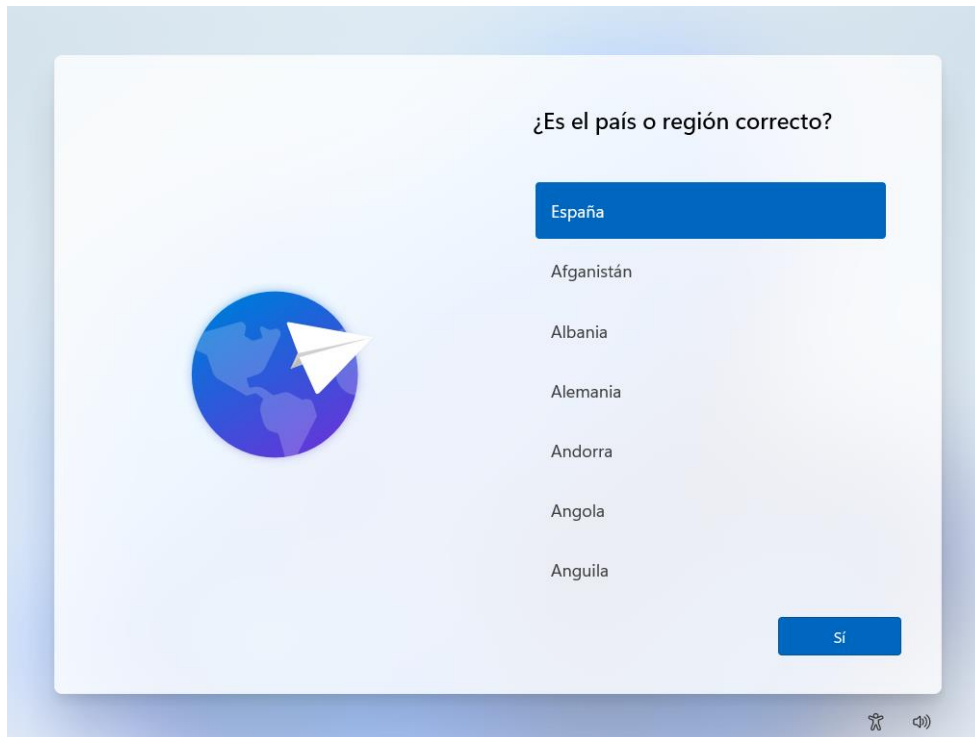 ¿Es el país o región correcto?
España
Afganistán
Albania
Alemania
Andorra
Angola
Anguila
Sí